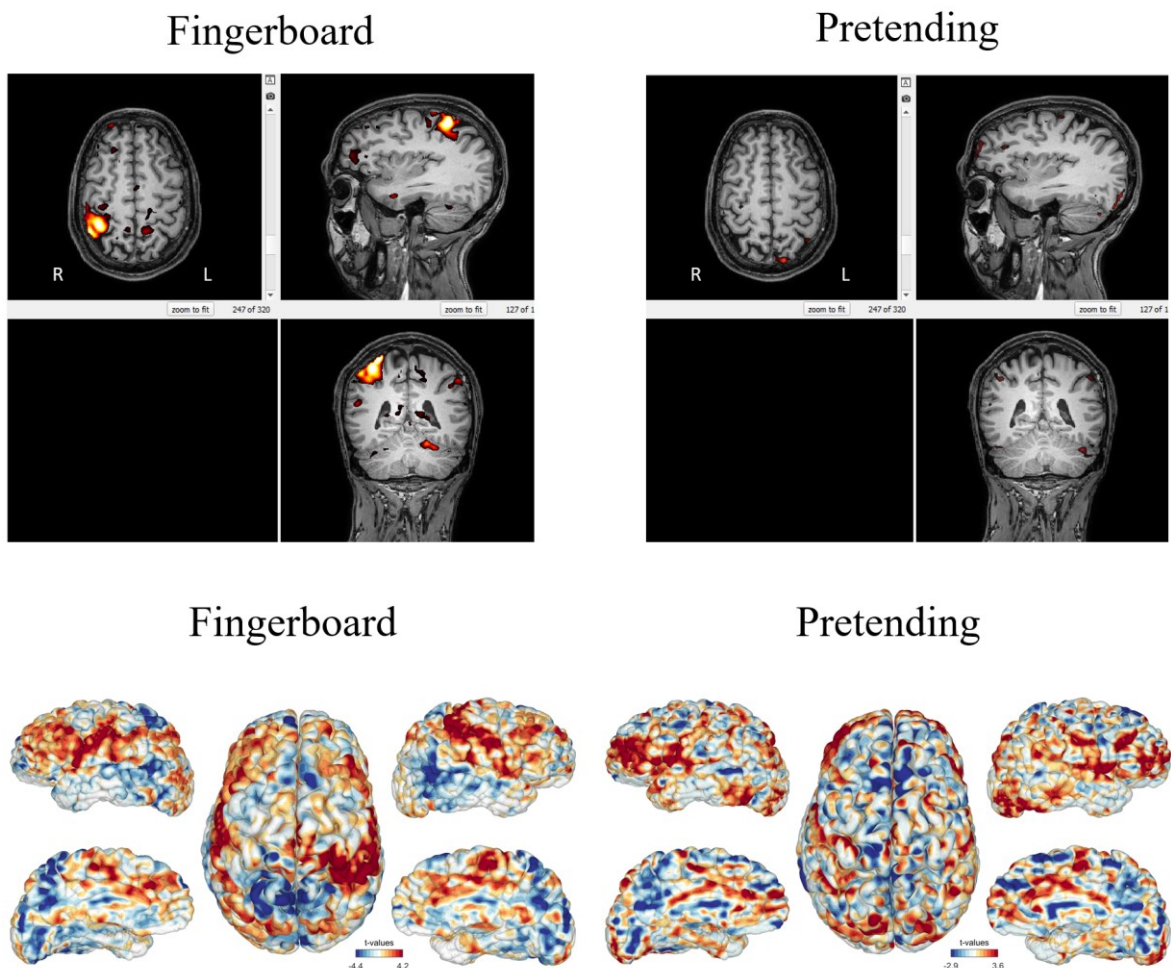 Fingerboard
Pretending
A
R
L
zoom to fit
247 of 320
zoom to fit
127 of 1
A
R
L
zoom to fit
247 of 320
zoom to fit
127 of 1
Fingerboard
Pretending
t-values
-4.4
4.2
t-values
-2.9
3.6